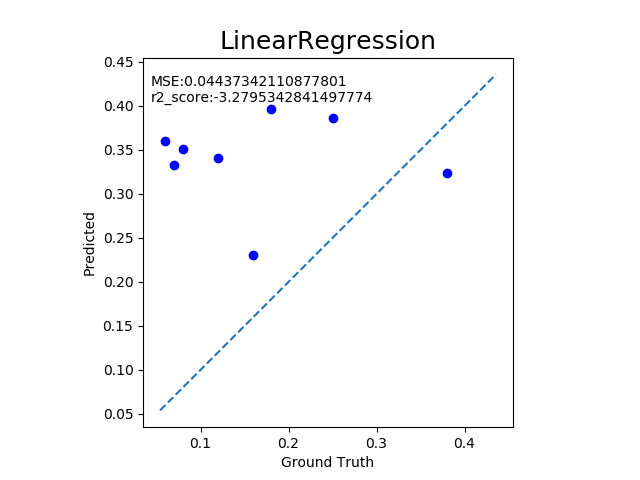 LinearRegression
MSE:0.04437342110877801
r2_score:-3.2795342841497774
0.45
0.40
0.35
0.30
0.25
0.20
0.15
0.10
0.05
Predicted
0.1 0.2 0.3 0.4
Ground Truth